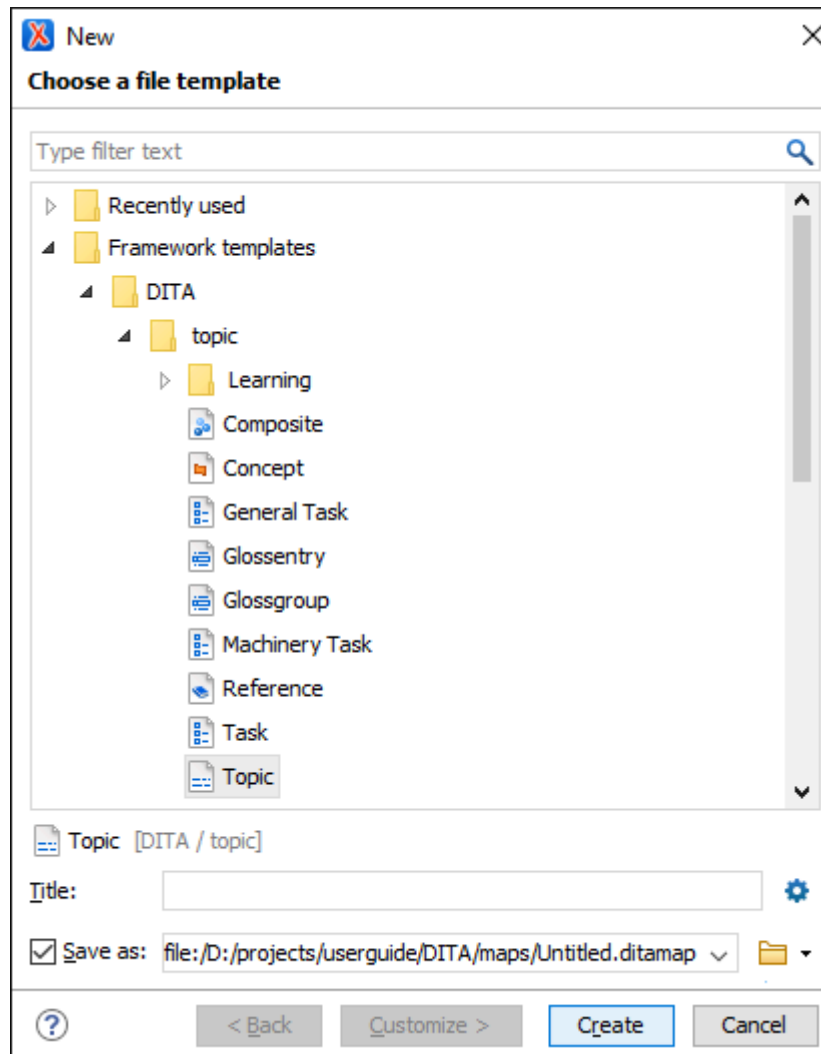 New
Choose a file template
Type filter text
Recently used
Framework templates
DITA
topic
Learning
Composite
Concept
General Task
Glossentry
Glossgroup
Machinery Task
Reference
Task
Topic
Topic [DITA / topic]
Title:
Save as: file:/D:/projects/userguide/DITA/maps/Untitled.ditamap
? < Back Customize > Create Cancel